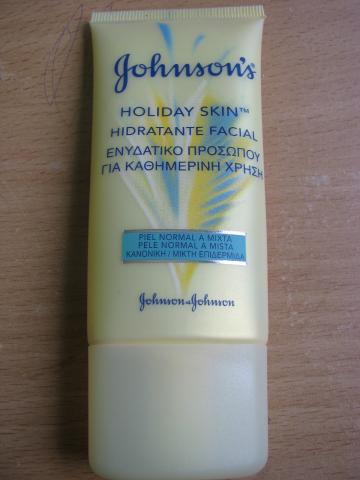 Johnson's
HOLIDAY SKIN™
HIDRATANTE FACIAL
ΕΝΥΔΑΤΙΚΟ ΠΡΟΣΩΠΟΥ
ΓΙΑ ΚΑΘΗΜΕΡΙΝΗ ΧΡΗΣΗ
PIEL NORMAL A MIXTA
PELE NORMAL A MISTA
ΚΑΝΟΝΙΚΗ / ΜΙΚΤΗ ΕΠΙΔΕΡΜΙΔΑ
Johnson & Johnson